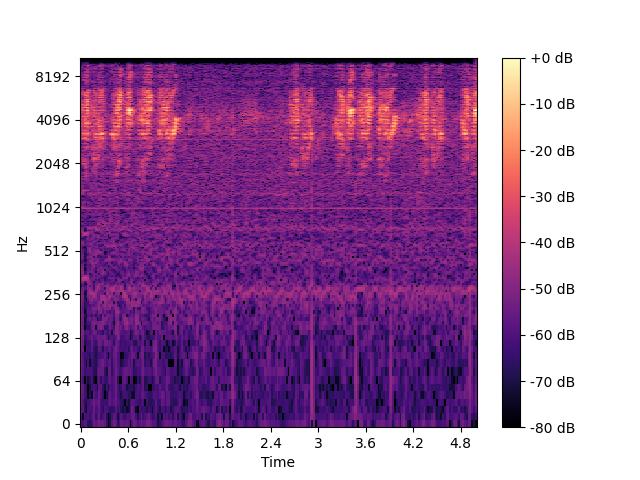 8192
4096
2048
1024
512
256
128
64
0
Hz
0 0.6 1.2 1.8 2.4 3 3.6 4.2 4.8
Time
+0 dB
-10 dB
-20 dB
-30 dB
-40 dB
-50 dB
-60 dB
-70 dB
-80 dB